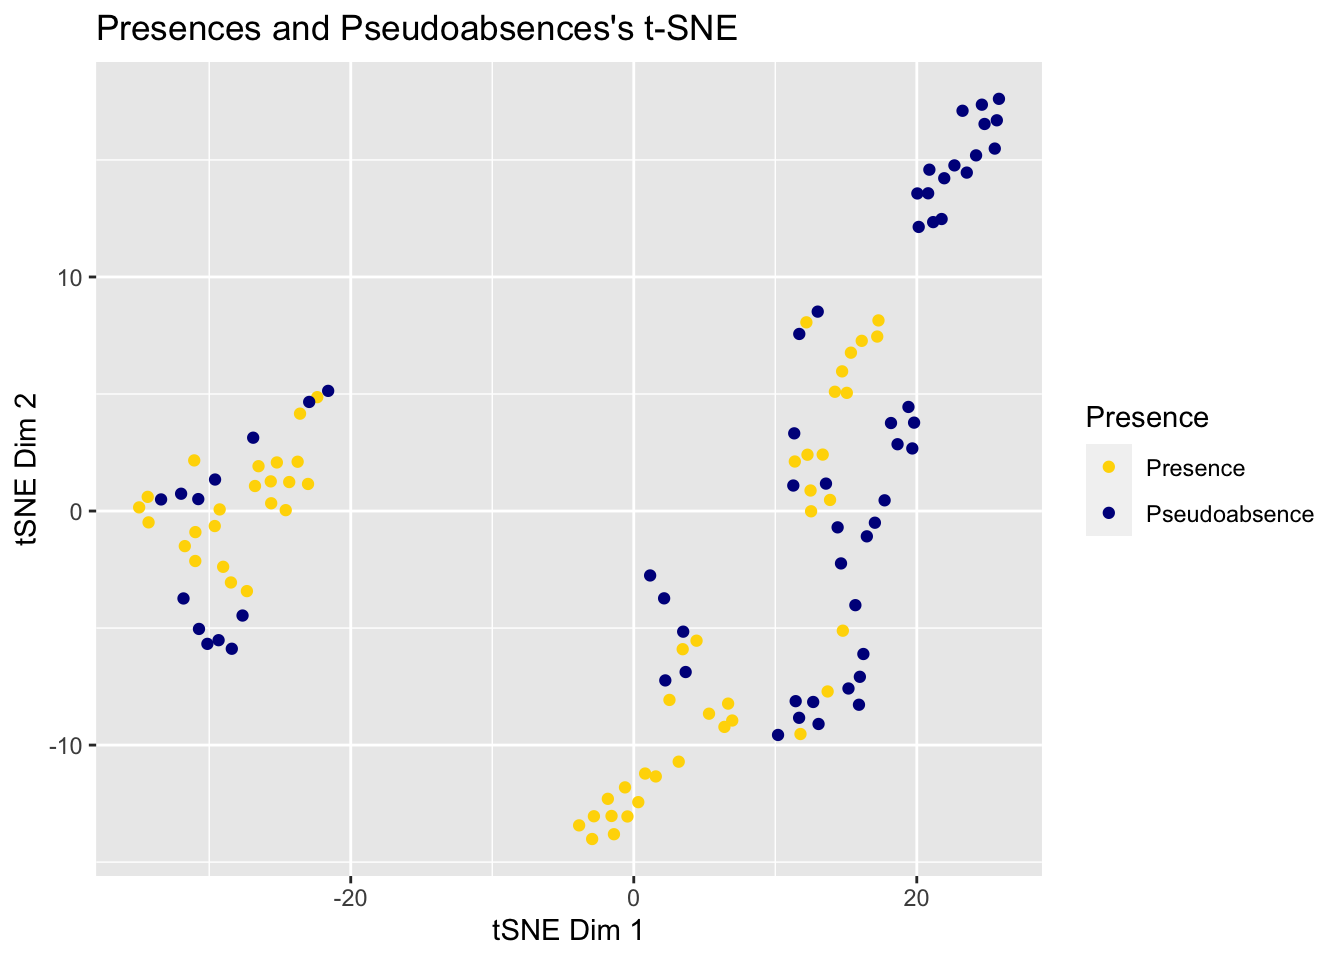 Presences and Pseudoabsences's t-SNE
10
0
-10
tSNE Dim 2
-20
0
20
tSNE Dim 1
Presence
Presence
Pseudoabsence